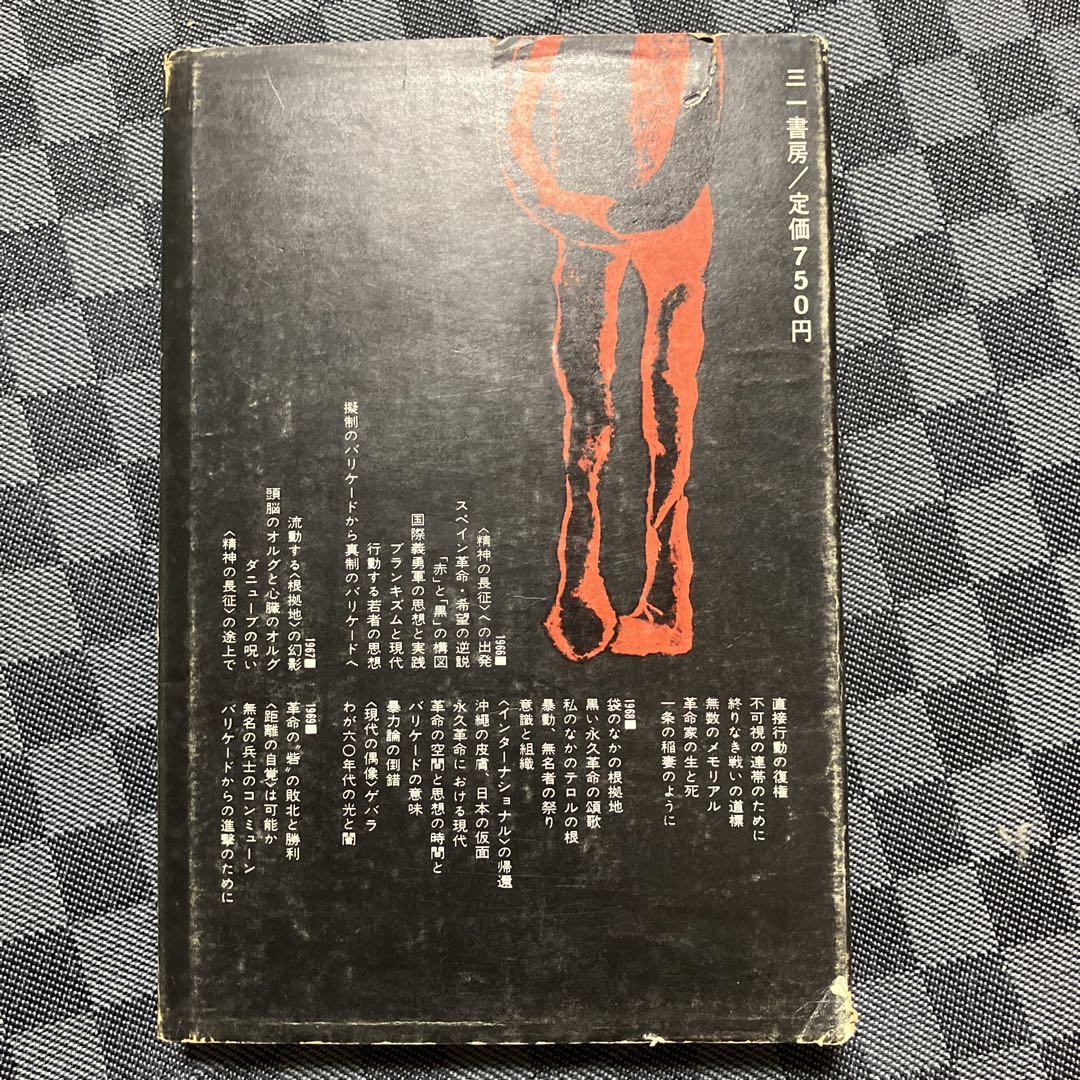 三一書房/定価750円
1966■
〈精神の長征〉への出発
スペイン革命・希望の逆説
「赤」と「黒」の構図
国際義勇軍の思想と実践
ブランキズムと現代
行動する若者の思想
擬制のバリケードから真制のバリケードへ
1967■
流動する〈根拠地〉の幻影
頭脳のオルグと心臓のオルグ
ダニューブの呪い
〈精神の長征〉の途上で
直接行動の復権
不可視の連帯のために
終りなき戦いの道標
無数のメモリアル
革命家の生と死
一条の稲妻のように
1968■
袋のなかの根拠地
黒い永久革命の頌歌
私のなかのテロルの根
暴動、無名者の祭り
意識と組織
〈インターナショナル〉の帰還
沖縄の皮膚、日本の仮面
永久革命における現代
革命の空間と思想の時間と
バリケードの意味
暴力論の倒錯
〈現代の偶像〉ゲバラ
わが六〇年代の光と闇
1969■
革命の〝砦〟の敗北と勝利
〈距離の自覚〉は可能か
無名の兵士のコンミューン
バリケードからの進撃のために